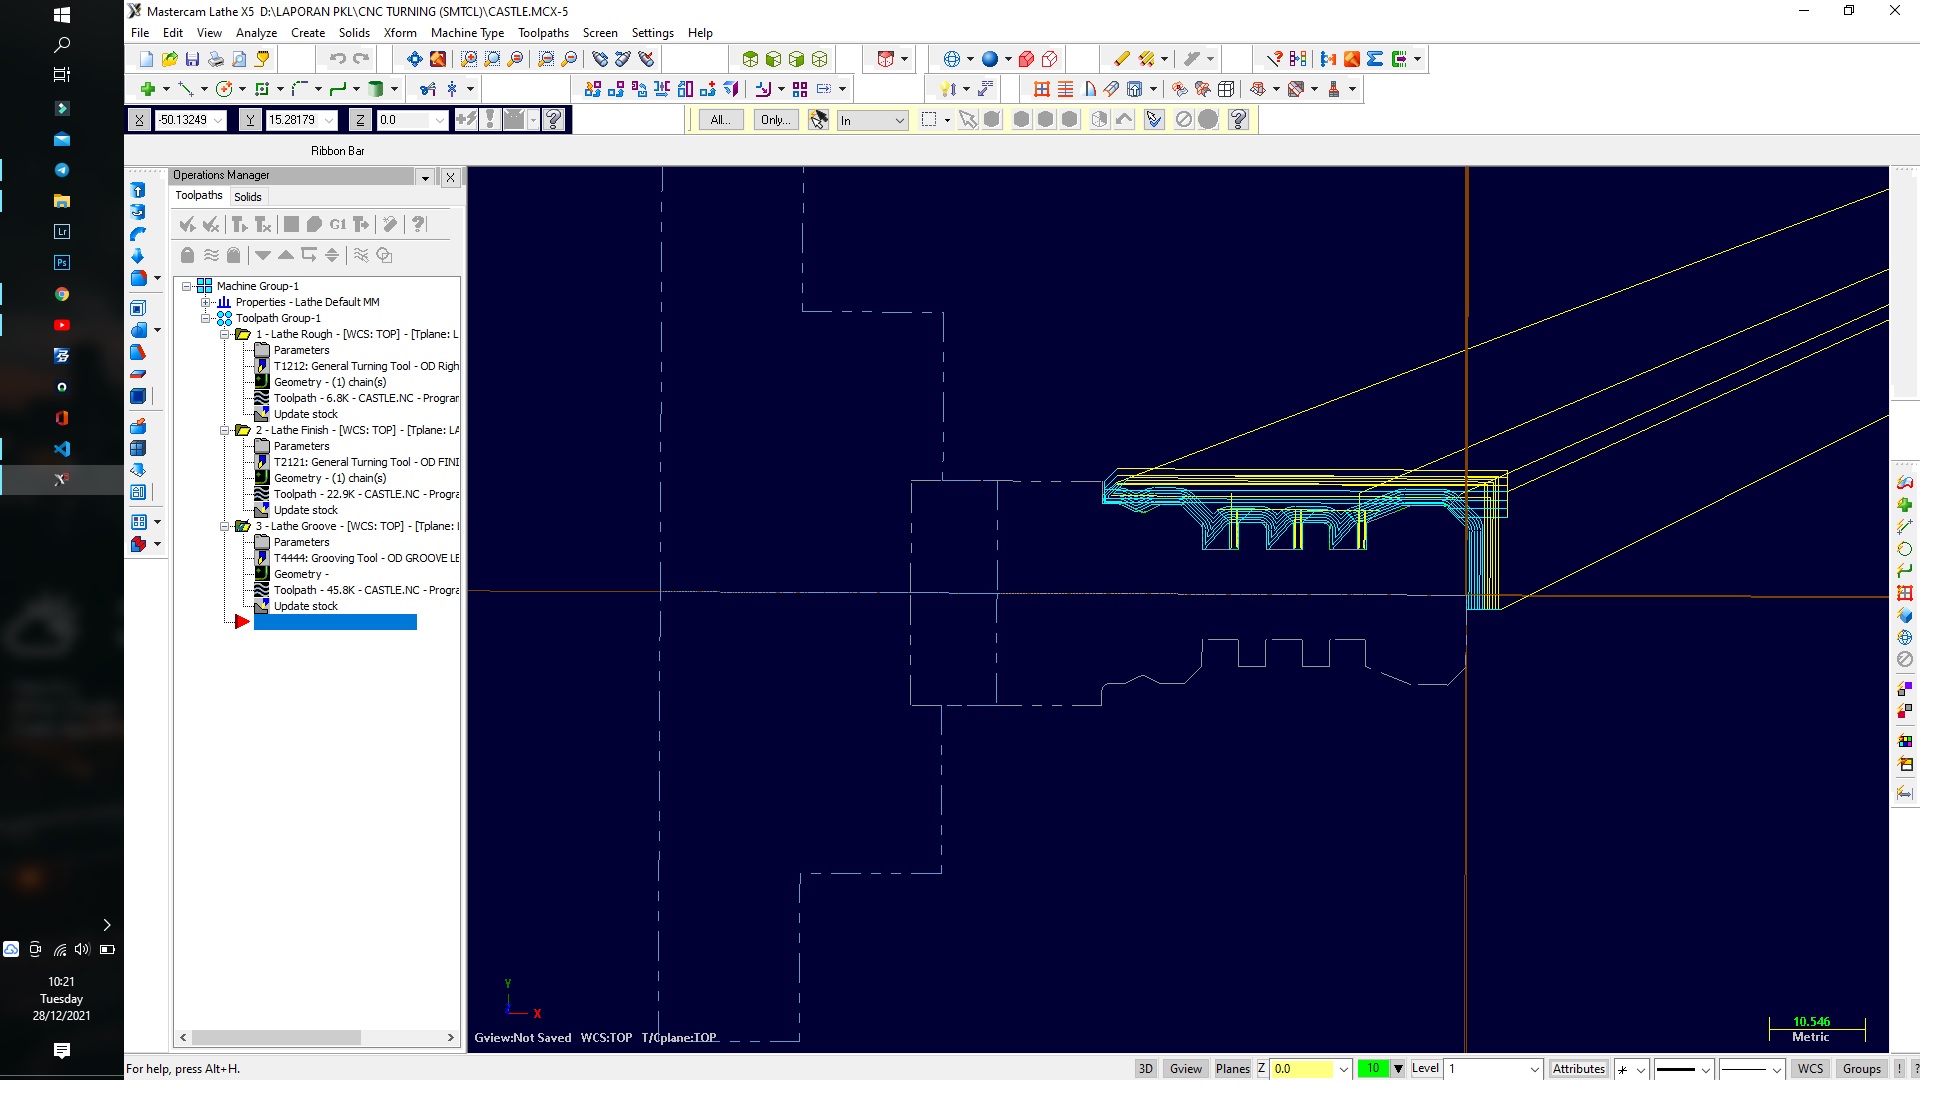 Mastercam Lathe X5 D:\LAPORAN PKL\CNC TURNING (SMTCL)\CASTLE.MCX-5
File Edit View Analyze Create Solids Xform Machine Type Toolpaths Screen Settings Help
X -50.13249 Y 15.28179 Z 0.0 All... Only... In
Ribbon Bar
Operations Manager
Toolpaths Solids
G1
Machine Group-1
Properties - Lathe Default MM
Toolpath Group-1
1 - Lathe Rough - [WCS: TOP] - [Tplane: L
Parameters
T1212: General Turning Tool - OD Righ
Geometry - (1) chain(s)
Toolpath - 6.8K - CASTLE.NC - Program
Update stock
2 - Lathe Finish - [WCS: TOP] - [Tplane: LA
Parameters
T2121: General Turning Tool - OD FINI
Geometry - (1) chain(s)
Toolpath - 22.9K - CASTLE.NC - Progra
Update stock
3 - Lathe Groove - [WCS: TOP] - [Tplane: 
Parameters
T4444: Grooving Tool - OD GROOVE LE
Geometry -
Toolpath - 45.8K - CASTLE.NC - Progra
Update stock
Lr
Ps
10:21
Tuesday
28/12/2021
Y
X
Gview:Not Saved WCS:TOP T/Cplane:TOP
10.546
Metric
For help, press Alt+H.
3D Gview Planes Z 0.0 10 Level 1 Attributes WCS Groups ! ?